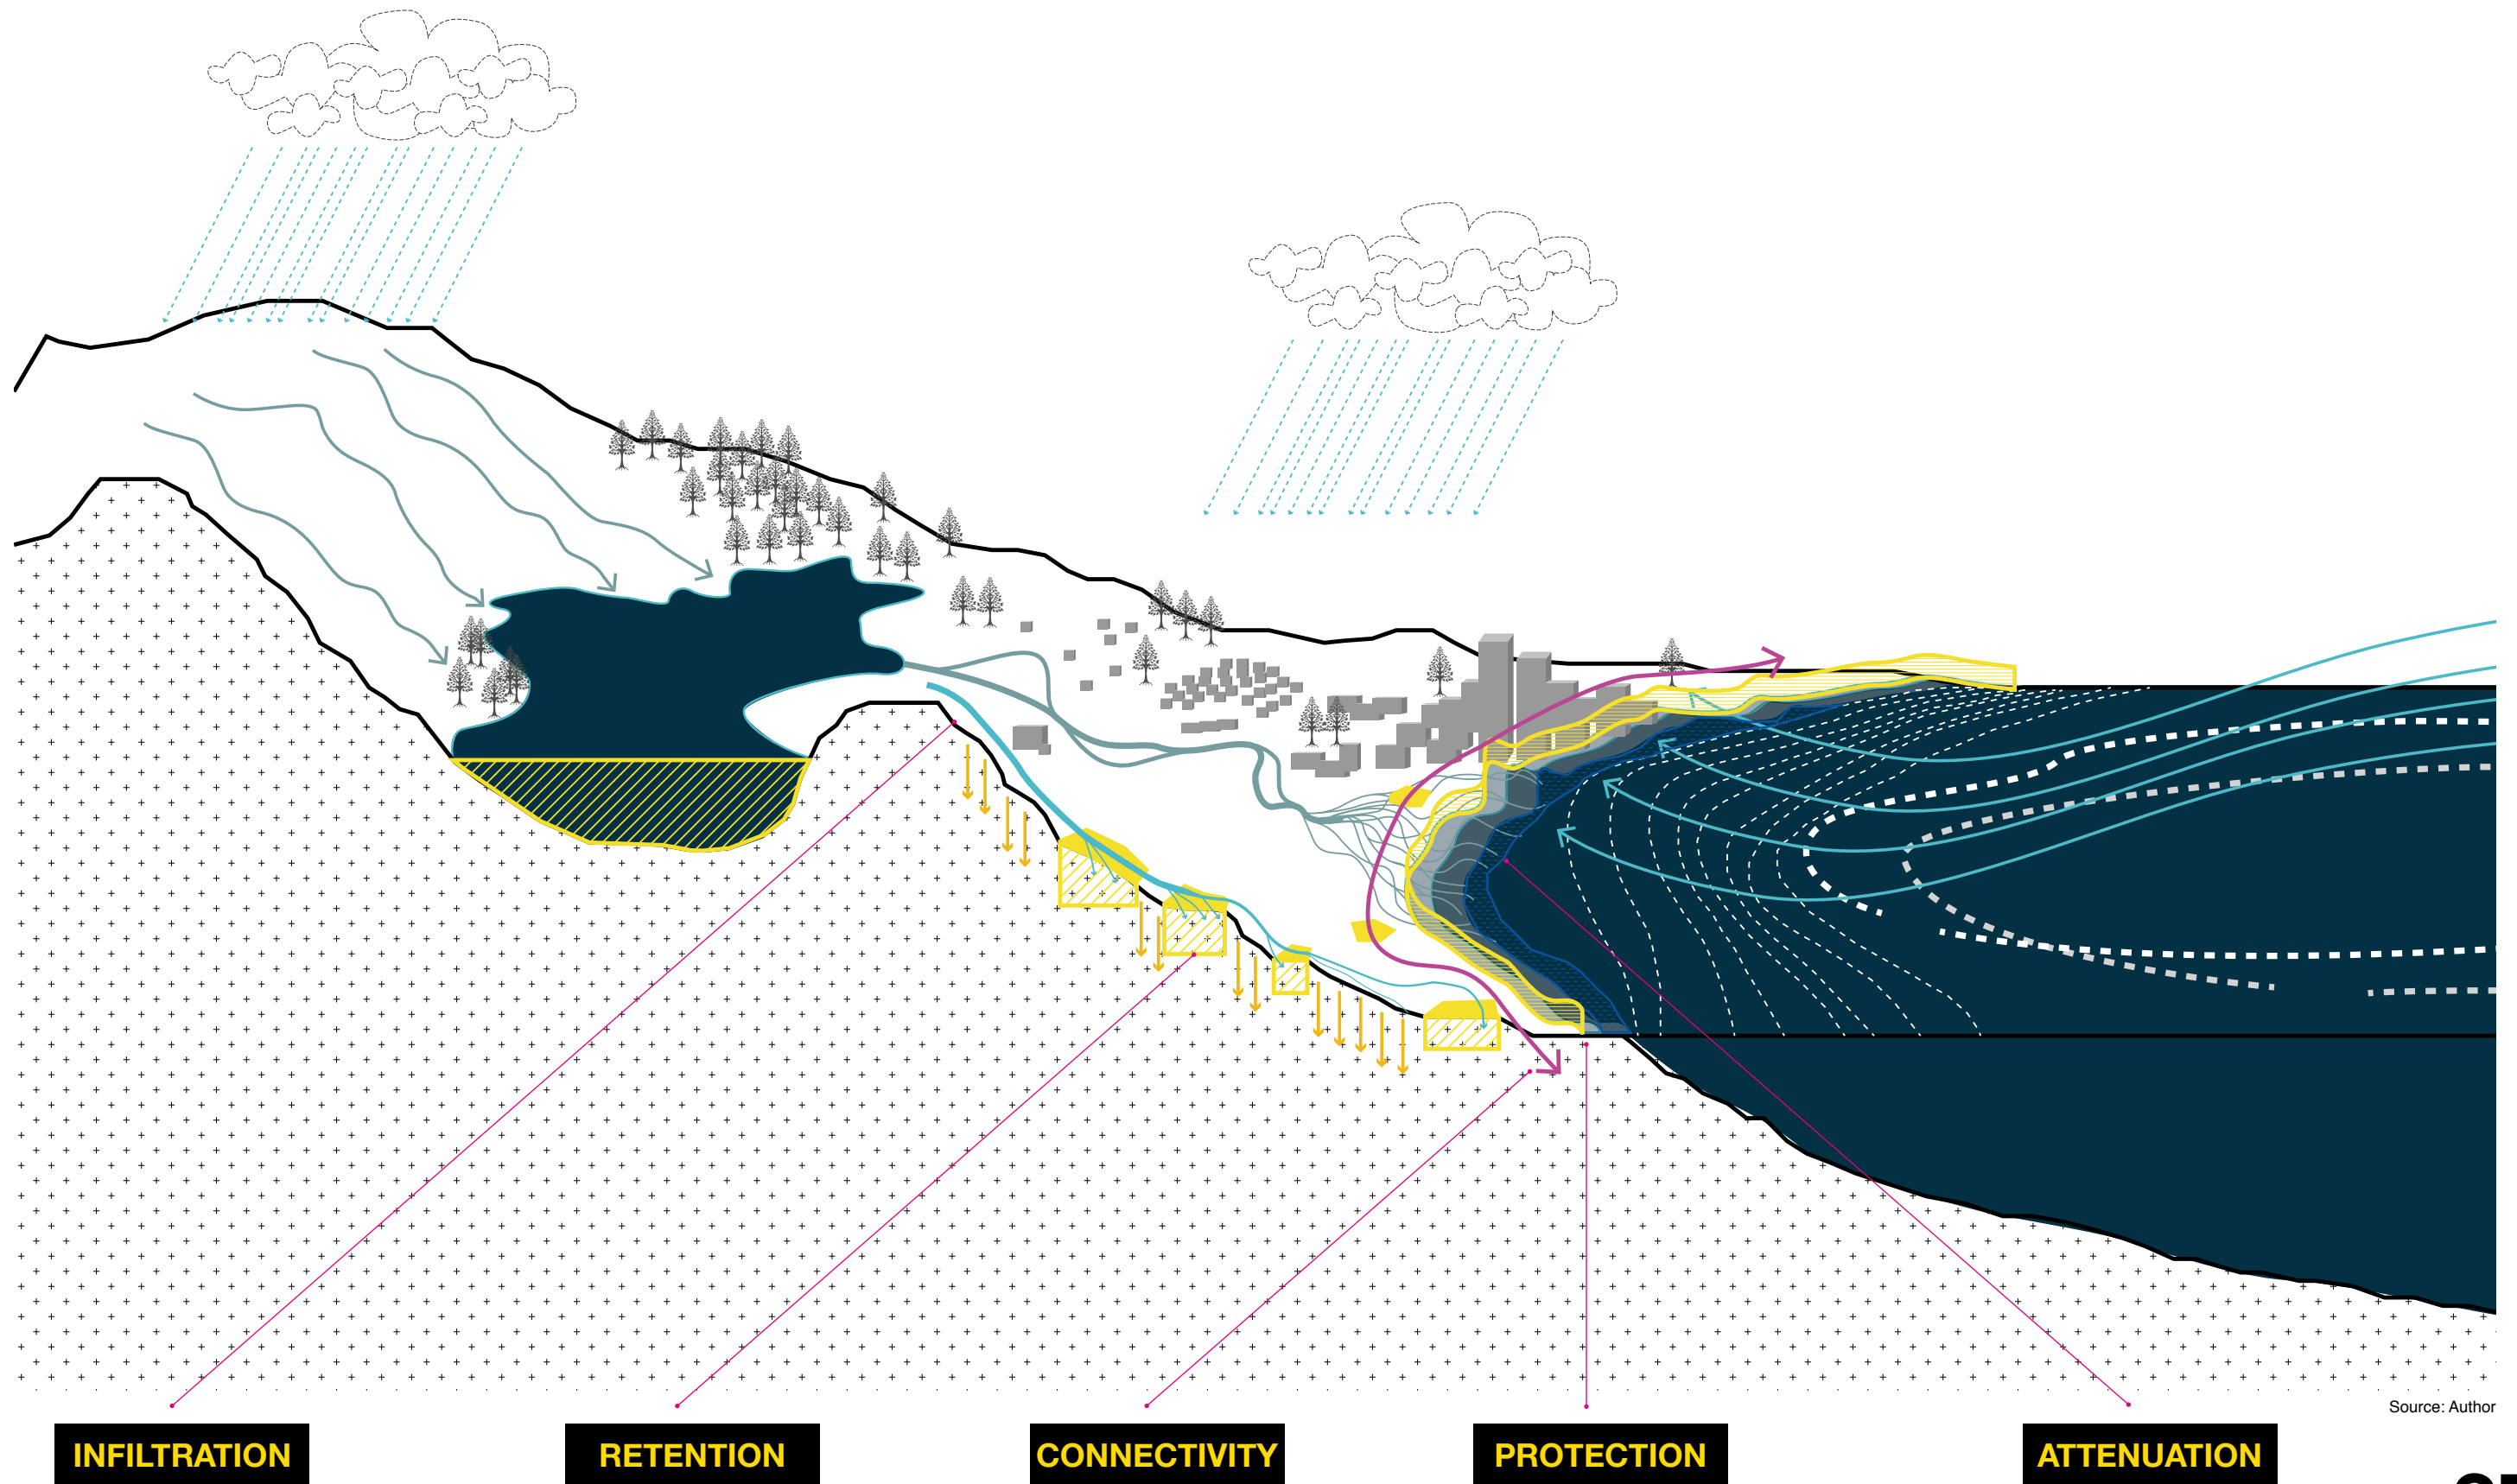 Source: Author
INFILTRATION
RETENTION
CONNECTIVITY
PROTECTION
ATTENUATION